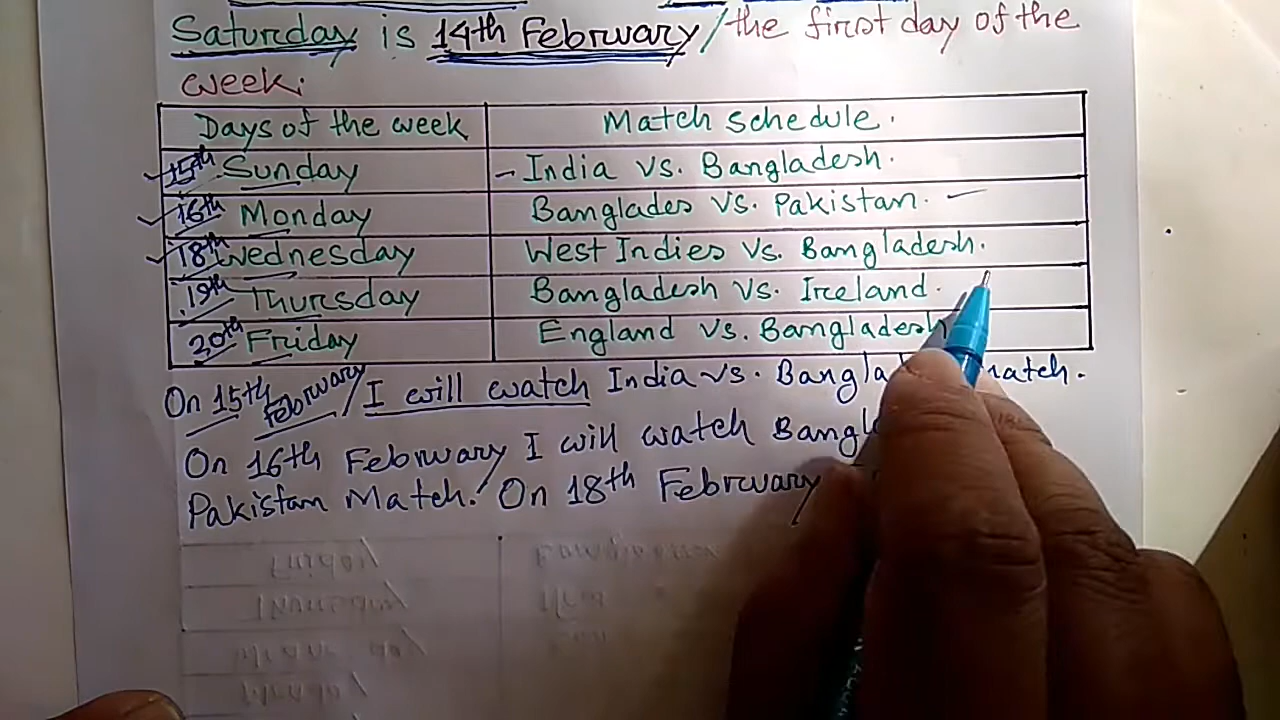 Saturday is 14th February/the first day of the
week.
Days of the week Match schedule.
15th Sunday - India vs. Bangladesh.
16th Monday Banglades vs. Pakistan.
18th Wednesday West Indies vs. Bangladesh.
19th Thursday Bangladesh vs. Ireland.
20th Friday England vs. Bangladesh
On 15th February/I will watch India vs. Bangla match.
On 16th February I will watch Bangl
Pakistan Match. On 18th February